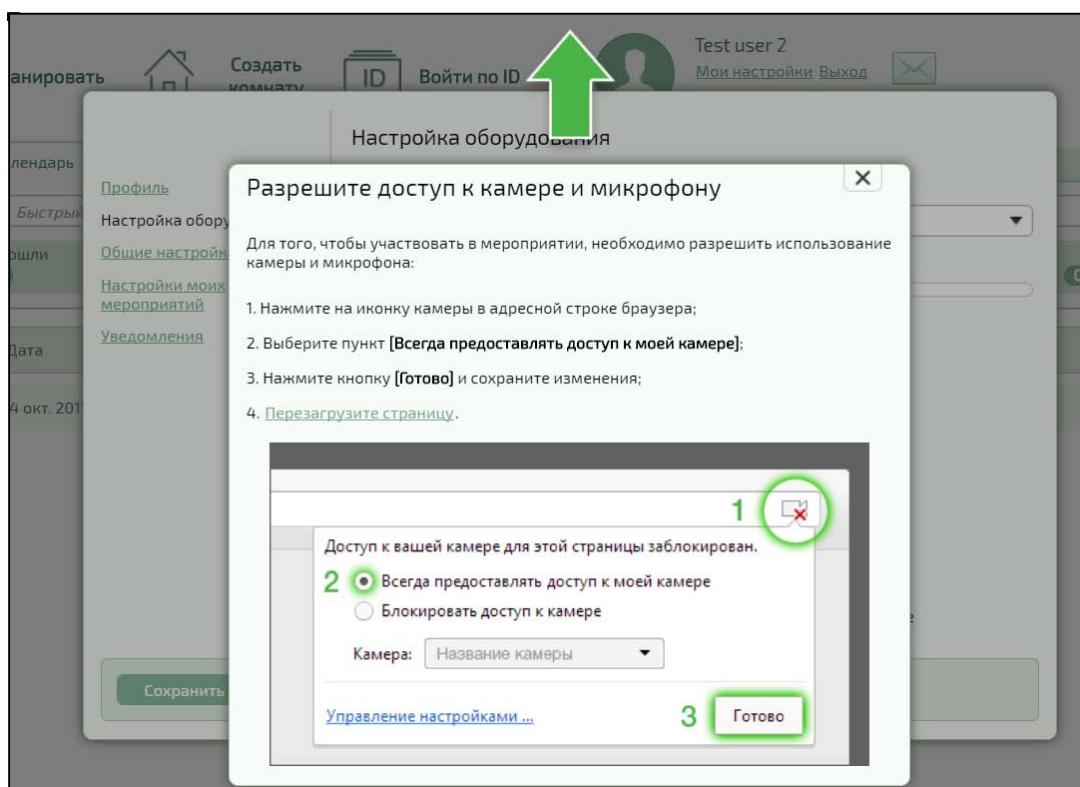 Test user 2
анировать
Создать
комнату
ID
Войти по ID
Мои настройки Выход
Настройка оборудования
лендарь
Профиль
Быстрый
Настройка обору
ошли
Общие настройк
Настройки моих
мероприятий
Дата
Уведомления
4 окт. 201
Разрешите доступ к камере и микрофону
Для того, чтобы участвовать в мероприятии, необходимо разрешить использование
камеры и микрофона:
1. Нажмите на иконку камеры в адресной строке браузера;
2. Выберите пункт [Всегда предоставлять доступ к моей камере];
3. Нажмите кнопку [Готово] и сохраните изменения;
4. Перезагрузите страницу.
1
Доступ к вашей камере для этой страницы заблокирован.
2 Всегда предоставлять доступ к моей камере
Блокировать доступ к камере
Камера: Название камеры
Управление настройками ...
3 Готово
Сохранить